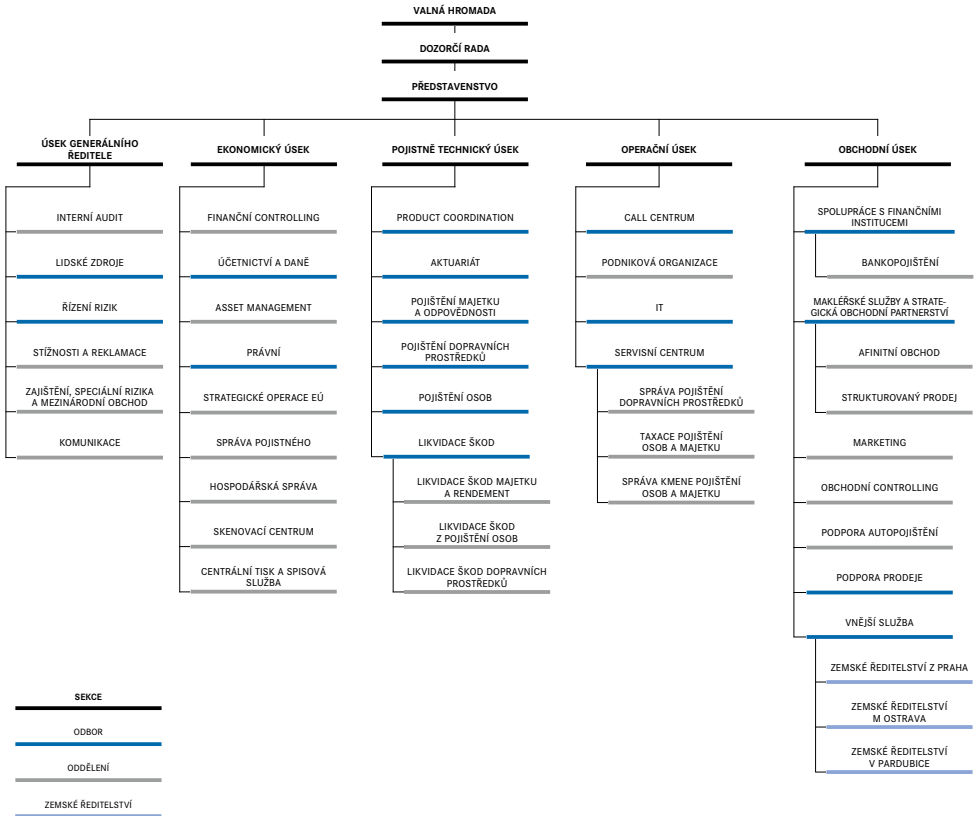 VALNÁ HROMADA
DOZORČÍ RADA
PŘEDSTAVENSTVO
ÚSEK GENERÁLNÍHO
ŘEDITELE
INTERNÍ AUDIT
LIDSKÉ ZDROJE
ŘÍZENÍ RIZIK
STÍŽNOSTI A REKLAMACE
ZAJIŠTĚNÍ, SPECIÁLNÍ RIZIKA
A MEZINÁRODNÍ OBCHOD
KOMUNIKACE
EKONOMICKÝ ÚSEK
FINANČNÍ CONTROLLING
ÚČETNICTVÍ A DANĚ
ASSET MANAGEMENT
PRÁVNÍ
STRATEGICKÉ OPERACE EÚ
SPRÁVA POJISTNÉHO
HOSPODÁŘSKÁ SPRÁVA
SKENOVACÍ CENTRUM
CENTRÁLNÍ TISK A SPISOVÁ
SLUŽBA
POJISTNĚ TECHNICKÝ ÚSEK
PRODUCT COORDINATION
AKTUARIÁT
POJIŠTĚNÍ MAJETKU
A ODPOVĚDNOSTI
POJIŠTĚNÍ DOPRAVNÍCH
PROSTŘEDKŮ
POJIŠTĚNÍ OSOB
LIKVIDACE ŠKOD
LIKVIDACE ŠKOD MAJETKU
A RENDEMENT
LIKVIDACE ŠKOD
Z POJIŠTĚNÍ OSOB
LIKVIDACE ŠKOD DOPRAVNÍCH
PROSTŘEDKŮ
OPERAČNÍ ÚSEK
CALL CENTRUM
PODNIKOVÁ ORGANIZACE
IT
SERVISNÍ CENTRUM
SPRÁVA POJIŠTĚNÍ
DOPRAVNÍCH PROSTŘEDKŮ
TAXACE POJIŠTĚNÍ
OSOB A MAJETKU
SPRÁVA KMENE POJIŠTĚNÍ
OSOB A MAJETKU
OBCHODNÍ ÚSEK
SPOLUPRÁCE S FINANČNÍMI
INSTITUCEMI
BANKOPOJIŠTĚNÍ
MAKLÉŘSKÉ SLUŽBY A STRATE-
GICKÁ OBCHODNÍ PARTNERSTVÍ
AFINITNÍ OBCHOD
STRUKTUROVANÝ PRODEJ
MARKETING
OBCHODNÍ CONTROLLING
PODPORA AUTOPOJIŠTĚNÍ
PODPORA PRODEJE
VNĚJŠÍ SLUŽBA
ZEMSKÉ ŘEDITELSTVÍ Z PRAHA
ZEMSKÉ ŘEDITELSTVÍ
M OSTRAVA
ZEMSKÉ ŘEDITELSTVÍ
V PARDUBICE
SEKCE
ODBOR
ODDĚLENÍ
ZEMSKÉ ŘEDITELSTVÍ